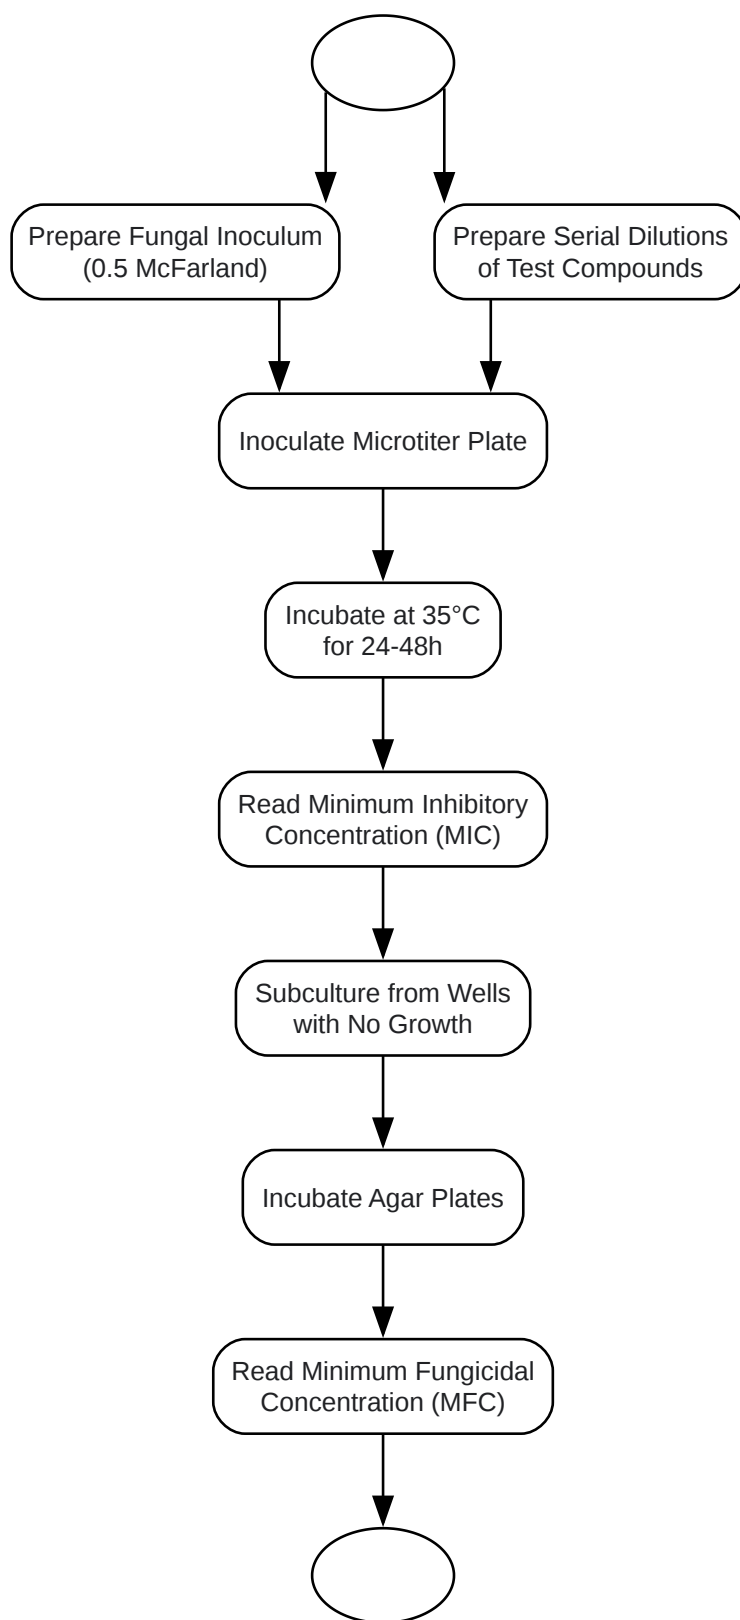 Prepare Fungal Inoculum
(0.5 McFarland)
Prepare Serial Dilutions
of Test Compounds
Inoculate Microtiter Plate
Incubate at 35°C
for 24-48h
Read Minimum Inhibitory
Concentration (MIC)
Subculture from Wells
with No Growth
Incubate Agar Plates
Read Minimum Fungicidal
Concentration (MFC)